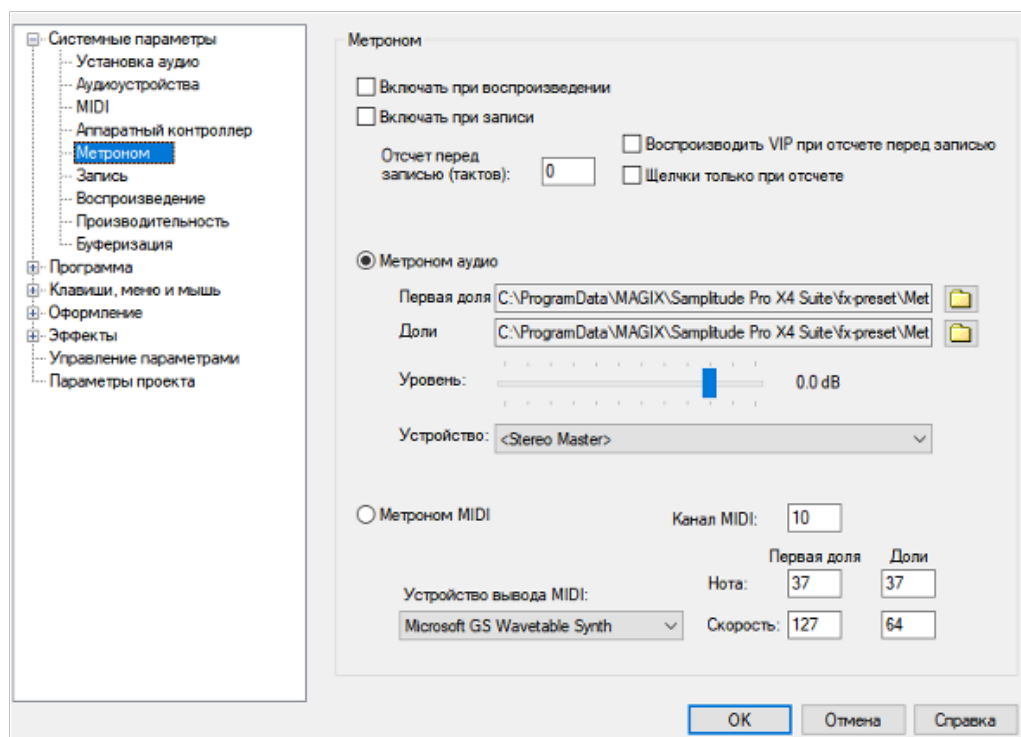 Системные параметры
Установка аудио
Аудиоустройства
MIDI
Аппаратный контроллер
Метроном
Запись
Воспроизведение
Производительность
Буферизация
Программа
Клавиши, меню и мышь
Оформление
Эффекты
Управление параметрами
Параметры проекта
Метроном
Включать при воспроизведении
Включать при записи
Отсчет перед
записью (тактов): 0
Воспроизводить VIP при отсчете перед записью
Щелчки только при отсчете
Метроном аудио
Первая доля C:\ProgramData\MAGIX\Samplitude Pro X4 Suite\fx-preset\Met
Доли C:\ProgramData\MAGIX\Samplitude Pro X4 Suite\fx-preset\Met
Уровень: 0.0 dB
Устройство: <Stereo Master>
Метроном MIDI Канал MIDI: 10
Первая доля Доли
Нота: 37 37
Устройство вывода MIDI:
Microsoft GS Wavetable Synth Скорость: 127 64
OK Отмена Справка